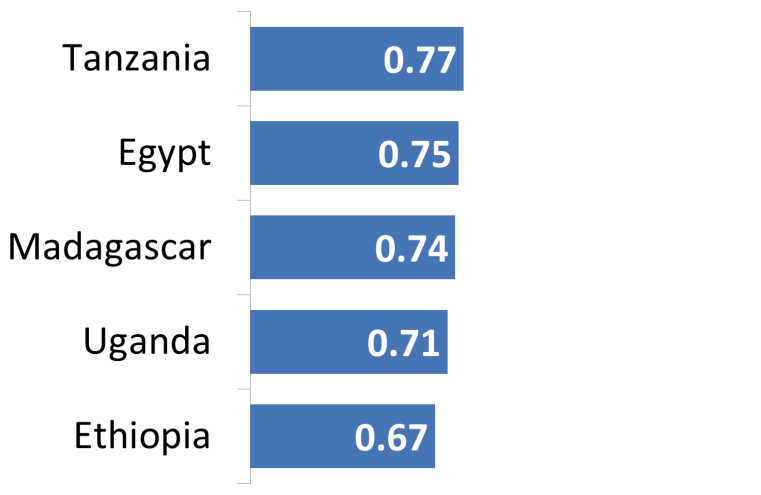 Tanzania 0.77
Egypt 0.75
Madagascar 0.74
Uganda 0.71
Ethiopia 0.67